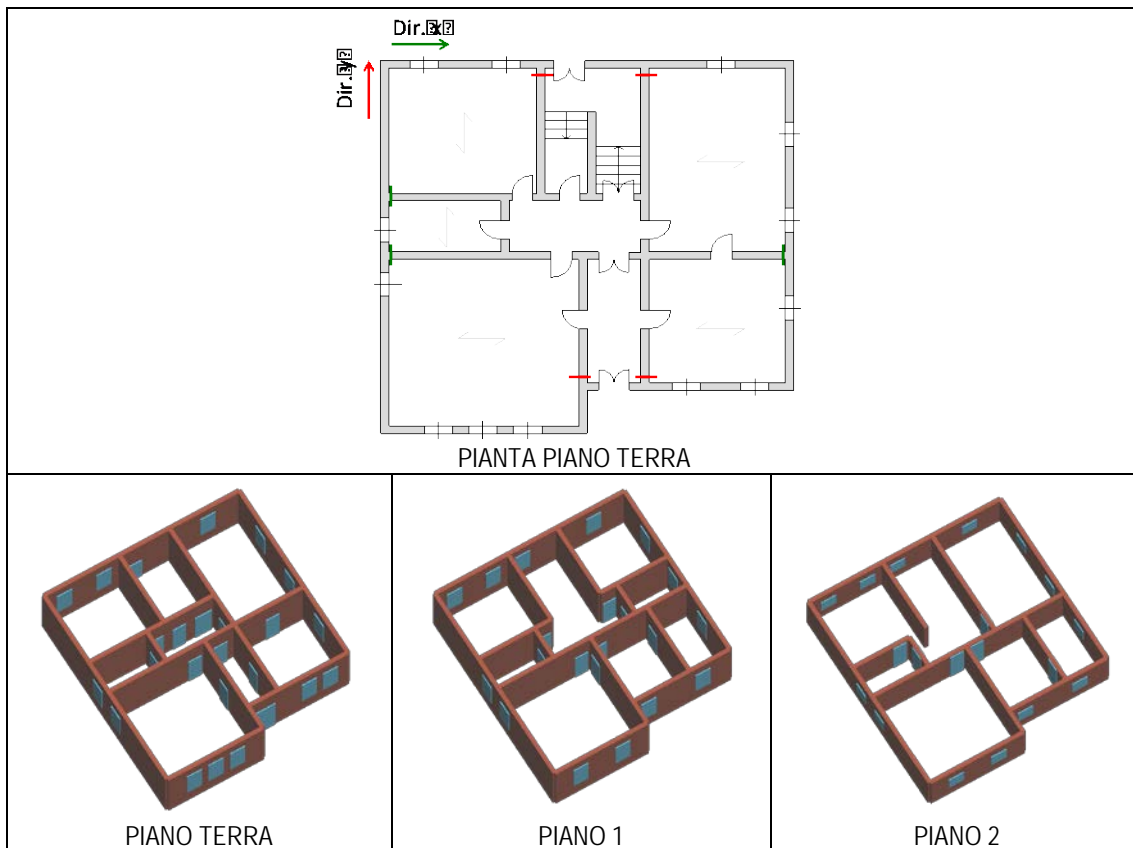 Dir. x
Dir. y
PIANTA PIANO TERRA
PIANO TERRA
PIANO 1
PIANO 2